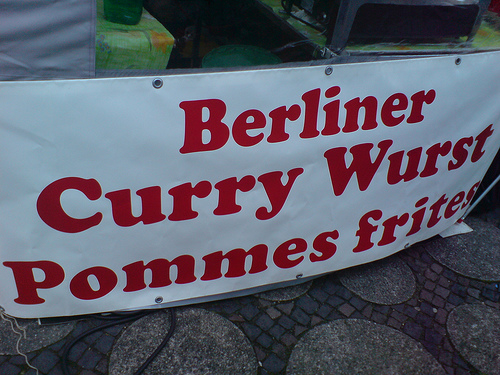 Berliner
Curry Wurst
Pommes frites